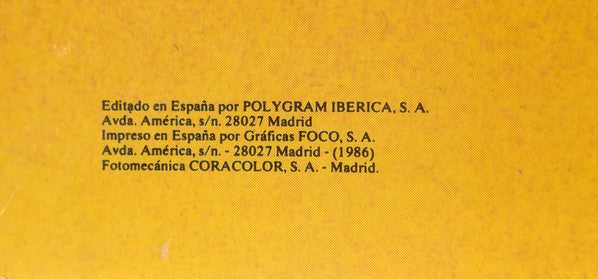 Editado en España por POLYGRAM IBERICA, S. A.
Avda. América, s/n. 28027 Madrid
Impreso en España por Gráficas FOCO, S. A.
Avda. América, s/n. - 28027 Madrid - (1986)
Fotomecánica CORACOLOR, S. A. - Madrid.